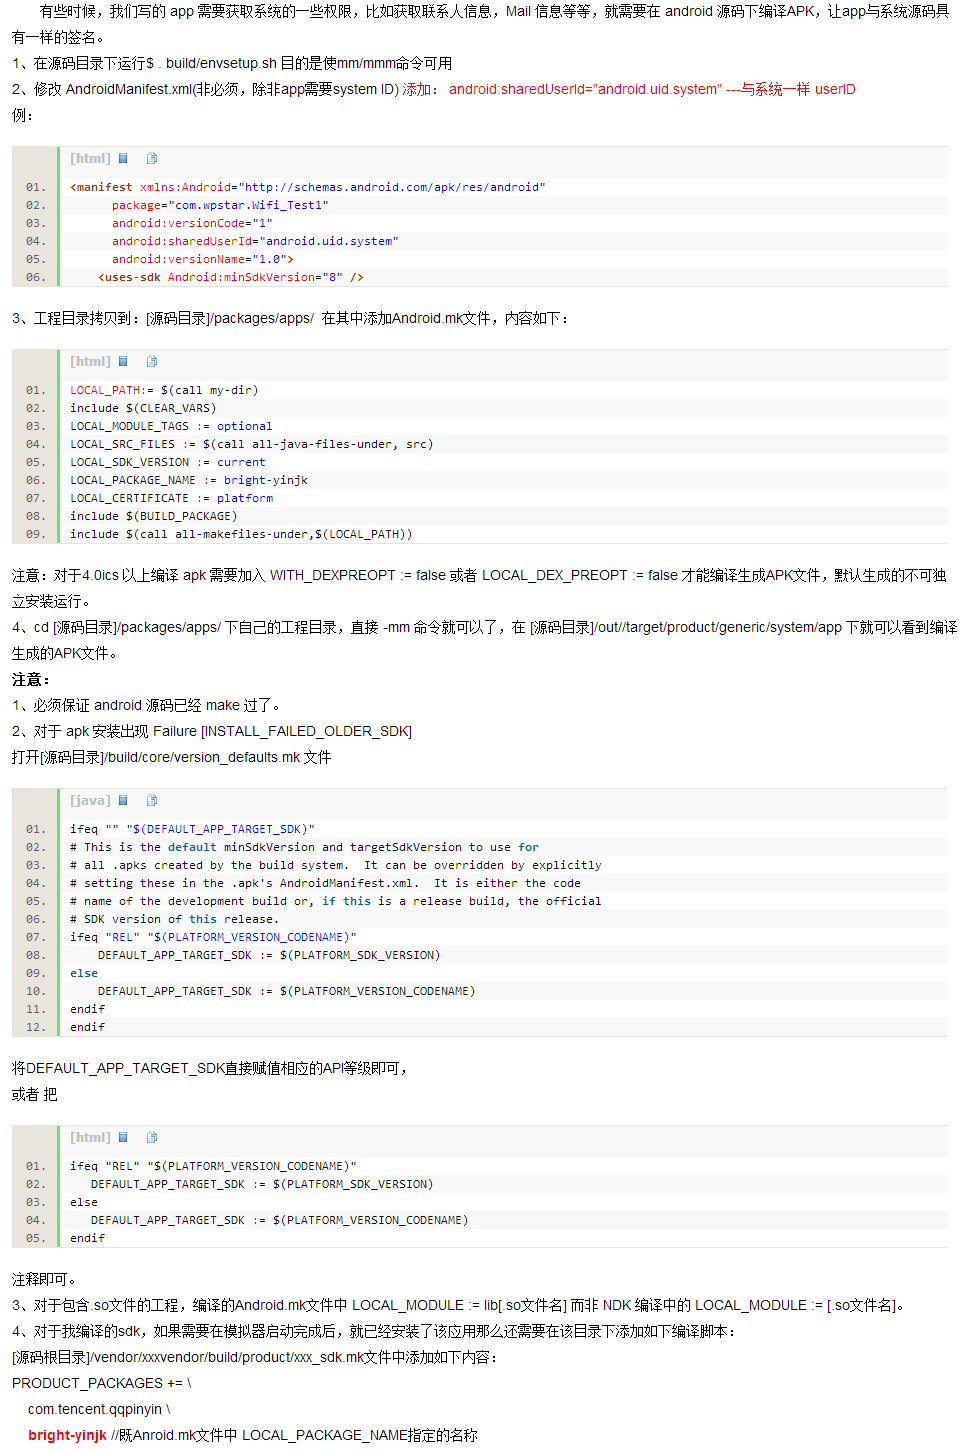 有些时候，我们写的 app 需要获取系统的一些权限，比如获取联系人信息，Mail 信息等等，就需要在 android 源码下编译APK，让app与系统源码具
有一样的签名。
1、在源码目录下运行$ . build/envsetup.sh 目的是使mm/mmm命令可用
2、修改 AndroidManifest.xml(非必须，除非app需要system ID) 添加： android:sharedUserId="android.uid.system" ---与系统一样 userID
例：
[html]
01. <manifest xmlns:Android="http://schemas.android.com/apk/res/android"
02. package="com.wpstar.Wifi_Test1"
03. android:versionCode="1"
04. android:sharedUserId="android.uid.system"
05. android:versionName="1.0">
06. <uses-sdk Android:minSdkVersion="8" />
3、工程目录拷贝到：[源码目录]/packages/apps/ 在其中添加Android.mk文件，内容如下：
[html]
01. LOCAL_PATH:= $(call my-dir)
02. include $(CLEAR_VARS)
03. LOCAL_MODULE_TAGS := optional
04. LOCAL_SRC_FILES := $(call all-java-files-under, src)
05. LOCAL_SDK_VERSION := current
06. LOCAL_PACKAGE_NAME := bright-yinjk
07. LOCAL_CERTIFICATE := platform
08. include $(BUILD_PACKAGE)
09. include $(call all-makefiles-under,$(LOCAL_PATH))
注意：对于4.0ics 以上编译 apk 需要加入 WITH_DEXPREOPT := false 或者 LOCAL_DEX_PREOPT := false 才能编译生成APK文件，默认生成的不可独
立安装运行。
4、cd [源码目录]/packages/apps/ 下自己的工程目录，直接 -mm 命令就可以了，在 [源码目录]/out//target/product/generic/system/app 下就可以看到编译
生成的APK文件。
注意：
1、必须保证 android 源码已经 make 过了。
2、对于 apk 安装出现 Failure [INSTALL_FAILED_OLDER_SDK]
打开[源码目录]/build/core/version_defaults.mk 文件
[java]
01. ifeq "" "$(DEFAULT_APP_TARGET_SDK)"
02. # This is the default minSdkVersion and targetSdkVersion to use for
03. # all .apks created by the build system. It can be overridden by explicitly
04. # setting these in the .apk's AndroidManifest.xml. It is either the code
05. # name of the development build or, if this is a release build, the official
06. # SDK version of this release.
07. ifeq "REL" "$(PLATFORM_VERSION_CODENAME)"
08. DEFAULT_APP_TARGET_SDK := $(PLATFORM_SDK_VERSION)
09. else
10. DEFAULT_APP_TARGET_SDK := $(PLATFORM_VERSION_CODENAME)
11. endif
12. endif
将DEFAULT_APP_TARGET_SDK直接赋值相应的API等级即可，
或者 把
[html]
01. ifeq "REL" "$(PLATFORM_VERSION_CODENAME)"
02. DEFAULT_APP_TARGET_SDK := $(PLATFORM_SDK_VERSION)
03. else
04. DEFAULT_APP_TARGET_SDK := $(PLATFORM_VERSION_CODENAME)
05. endif
注释即可。
3、对于包含.so文件的工程，编译的Android.mk文件中 LOCAL_MODULE := lib[.so文件名] 而非 NDK 编译中的 LOCAL_MODULE := [.so文件名]。
4、对于我编译的sdk，如果需要在模拟器启动完成后，就已经安装了该应用那么还需要在该目录下添加如下编译脚本：
[源码根目录]/vendor/xxxvendor/build/product/xxx_sdk.mk文件中添加如下内容：
PRODUCT_PACKAGES += \
com.tencent.qqpinyin \
bright-yinjk //既Anroid.mk文件中 LOCAL_PACKAGE_NAME指定的名称